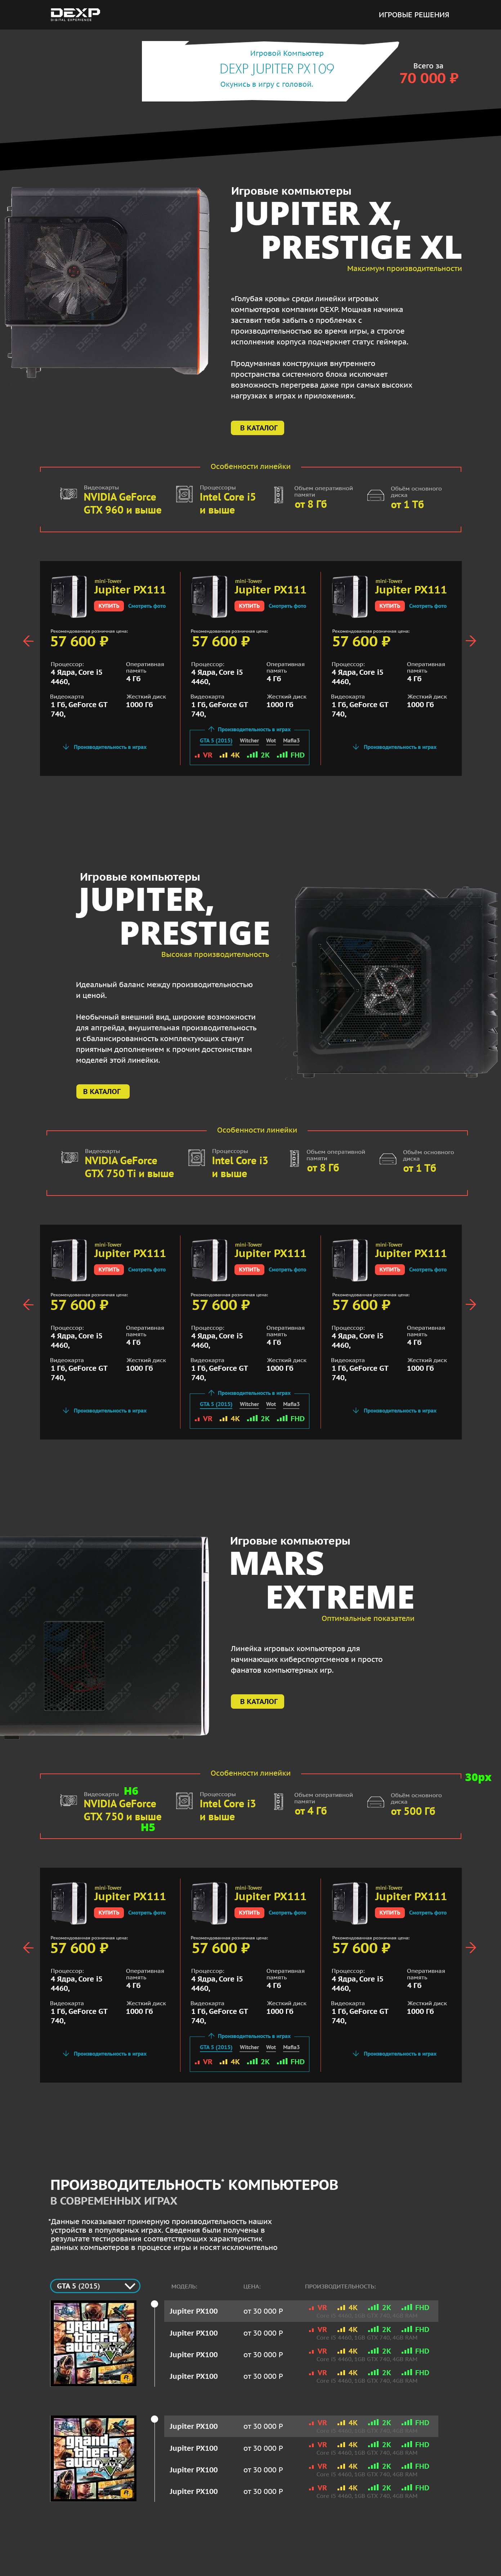 DEXP
DIGITAL EXPERIENCE
ИГРОВЫЕ РЕШЕНИЯ
Игровой Компьютер
DEXP JUPITER PX109
Окунись в игру с головой.
Всего за
70 000 ₽
Игровые компьютеры
JUPITER X,
PRESTIGE XL
Максимум производительности
«Голубая кровь» среди линейки игровых
компьютеров компании DEXP. Мощная начинка
заставит тебя забыть о проблемах с
производительностью во время игры, а строгое
исполнение корпуса подчеркнет статус геймера.
Продуманная конструкция внутреннего
пространства системного блока исключает
возможность перегрева даже при самых высоких
нагрузках в играх и приложениях.
В КАТАЛОГ
Особенности линейки
Видеокарты
NVIDIA GeForce
GTX 960 и выше
Процессоры
Intel Core i5
и выше
Объем оперативной
памяти
от 8 Гб
Объём основного
диска
от 1 Тб
mini-Tower
Jupiter PX111
КУПИТЬ Смотреть фото
Рекомендованная розничная цена:
57 600 ₽
Процессор:
4 Ядра, Core i5
4460,
Оперативная
память
4 Гб
Видеокарта
1 Гб, GeForce GT
740,
Жесткий диск
1000 Гб
Производительность в играх
mini-Tower
Jupiter PX111
КУПИТЬ Смотреть фото
Рекомендованная розничная цена:
57 600 ₽
Процессор:
4 Ядра, Core i5
4460,
Оперативная
память
4 Гб
Видеокарта
1 Гб, GeForce GT
740,
Жесткий диск
1000 Гб
Производительность в играх
GTA 5 (2015) Witcher Wot Mafia3
VR 4K 2K FHD
mini-Tower
Jupiter PX111
КУПИТЬ Смотреть фото
Рекомендованная розничная цена:
57 600 ₽
Процессор:
4 Ядра, Core i5
4460,
Оперативная
память
4 Гб
Видеокарта
1 Гб, GeForce GT
740,
Жесткий диск
1000 Гб
Производительность в играх
Игровые компьютеры
JUPITER,
PRESTIGE
Высокая производительность
Идеальный баланс между производительностью
и ценой.
Необычный внешний вид, широкие возможности
для апгрейда, внушительная производительность
и сбалансированность комплектующих станут
приятным дополнением к прочим достоинствам
моделей этой линейки.
В КАТАЛОГ
Особенности линейки
Видеокарты
NVIDIA GeForce
GTX 750 Ti и выше
Процессоры
Intel Core i3
и выше
Объем оперативной
памяти
от 8 Гб
Объём основного
диска
от 1 Тб
mini-Tower
Jupiter PX111
КУПИТЬ Смотреть фото
Рекомендованная розничная цена:
57 600 ₽
Процессор:
4 Ядра, Core i5
4460,
Оперативная
память
4 Гб
Видеокарта
1 Гб, GeForce GT
740,
Жесткий диск
1000 Гб
Производительность в играх
mini-Tower
Jupiter PX111
КУПИТЬ Смотреть фото
Рекомендованная розничная цена:
57 600 ₽
Процессор:
4 Ядра, Core i5
4460,
Оперативная
память
4 Гб
Видеокарта
1 Гб, GeForce GT
740,
Жесткий диск
1000 Гб
Производительность в играх
GTA 5 (2015) Witcher Wot Mafia3
VR 4K 2K FHD
mini-Tower
Jupiter PX111
КУПИТЬ Смотреть фото
Рекомендованная розничная цена:
57 600 ₽
Процессор:
4 Ядра, Core i5
4460,
Оперативная
память
4 Гб
Видеокарта
1 Гб, GeForce GT
740,
Жесткий диск
1000 Гб
Производительность в играх
Игровые компьютеры
MARS
EXTREME
Оптимальные показатели
Линейка игровых компьютеров для
начинающих киберспортсменов и просто
фанатов компьютерных игр.
В КАТАЛОГ
Особенности линейки
30px
Видеокарты
H6
NVIDIA GeForce
GTX 750 и выше
H5
Процессоры
Intel Core i3
и выше
Объем оперативной
памяти
от 4 Гб
Объём основного
диска
от 500 Гб
mini-Tower
Jupiter PX111
КУПИТЬ Смотреть фото
Рекомендованная розничная цена:
57 600 ₽
Процессор:
4 Ядра, Core i5
4460,
Оперативная
память
4 Гб
Видеокарта
1 Гб, GeForce GT
740,
Жесткий диск
1000 Гб
Производительность в играх
mini-Tower
Jupiter PX111
КУПИТЬ Смотреть фото
Рекомендованная розничная цена:
57 600 ₽
Процессор:
4 Ядра, Core i5
4460,
Оперативная
память
4 Гб
Видеокарта
1 Гб, GeForce GT
740,
Жесткий диск
1000 Гб
Производительность в играх
GTA 5 (2015) Witcher Wot Mafia3
VR 4K 2K FHD
mini-Tower
Jupiter PX111
КУПИТЬ Смотреть фото
Рекомендованная розничная цена:
57 600 ₽
Процессор:
4 Ядра, Core i5
4460,
Оперативная
память
4 Гб
Видеокарта
1 Гб, GeForce GT
740,
Жесткий диск
1000 Гб
Производительность в играх
ПРОИЗВОДИТЕЛЬНОСТЬ* КОМПЬЮТЕРОВ
В СОВРЕМЕННЫХ ИГРАХ
*Данные показывают примерную производительность наших
устройств в популярных играх. Сведения были получены в
результате тестирования соответствующих характеристик
данных компьютеров в процессе игры и носят исключительно
GTA 5 (2015)
МОДЕЛЬ: ЦЕНА: ПРОИЗВОДИТЕЛЬНОСТЬ:
grand theft auto V
Jupiter PX100 от 30 000 Р VR 4K 2K FHD
Core i5 4460, 1GB GTX 740, 4GB RAM
Jupiter PX100 от 30 000 Р VR 4K 2K FHD
Core i5 4460, 1GB GTX 740, 4GB RAM
Jupiter PX100 от 30 000 Р VR 4K 2K FHD
Core i5 4460, 1GB GTX 740, 4GB RAM
Jupiter PX100 от 30 000 Р VR 4K 2K FHD
Core i5 4460, 1GB GTX 740, 4GB RAM
grand theft auto V
Jupiter PX100 от 30 000 Р VR 4K 2K FHD
Core i5 4460, 1GB GTX 740, 4GB RAM
Jupiter PX100 от 30 000 Р VR 4K 2K FHD
Core i5 4460, 1GB GTX 740, 4GB RAM
Jupiter PX100 от 30 000 Р VR 4K 2K FHD
Core i5 4460, 1GB GTX 740, 4GB RAM
Jupiter PX100 от 30 000 Р VR 4K 2K FHD
Core i5 4460, 1GB GTX 740, 4GB RAM